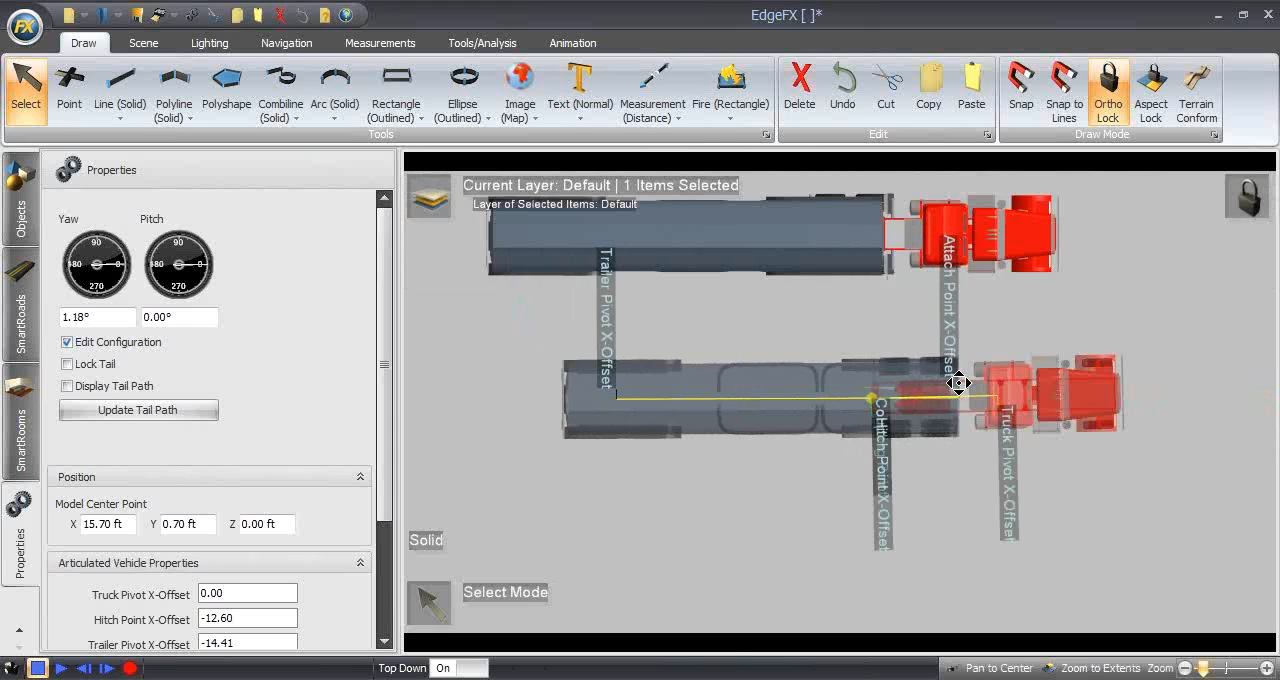 EdgeFX [ ]*
FX
Draw
Scene
Lighting
Navigation
Measurements
Tools/Analysis
Animation
Select
Point
Line (Solid)
Polyline
(Solid)
Polyshape
Combiline
(Solid)
Arc (Solid)
Rectangle
(Outlined)
Ellipse
(Outlined)
Image
(Map)
Text (Normal)
Measurement
(Distance)
Fire (Rectangle)
Delete
Undo
Cut
Copy
Paste
Snap
Snap to
Lines
Ortho
Lock
Aspect
Lock
Terrain
Conform
Tools
Edit
Draw Mode
Objects
SmartRoads
SmartRooms
Properties
Properties
Yaw
Pitch
90
180
0
270
90
180
0
270
1.18°
0.00°
Edit Configuration
Lock Tail
Display Tail Path
Update Tail Path
Position
Model Center Point
X 15.70 ft Y 0.70 ft Z 0.00 ft
Articulated Vehicle Properties
Truck Pivot X-Offset 0.00
Hitch Point X-Offset -12.60
Trailer Pivot X-Offset -14.41
Current Layer: Default | 1 Items Selected
Layer of Selected Items: Default
Trailer Pivot X-Offset
Attach Point X-Offset
Hitch Point X-Offset
Truck Pivot X-Offset
Solid
Select Mode
Top Down On
Pan to Center
Zoom to Extents
Zoom